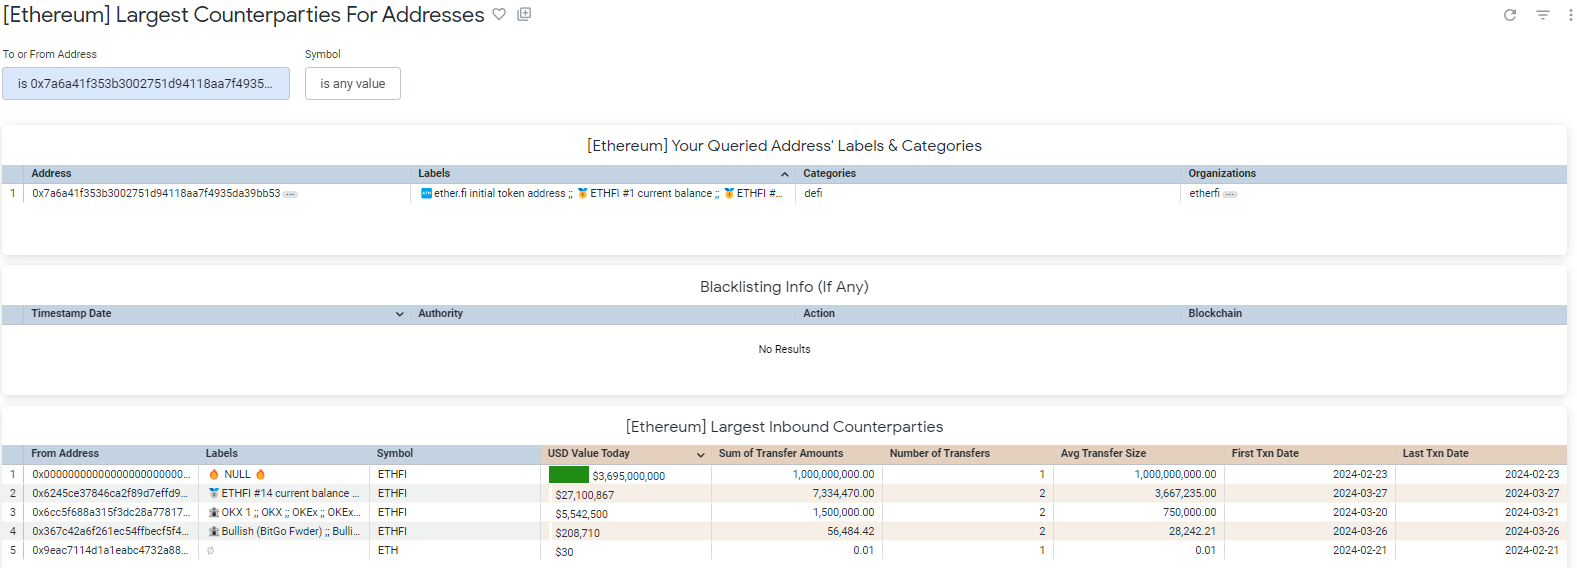 [Ethereum] Largest Counterparties For Addresses
To or From Address Symbol
is 0x7a6a41f353b3002751d94118aa7f4935... is any value
[Ethereum] Your Queried Address' Labels & Categories
Address Labels Categories Organizations
1 0x7a6a41f353b3002751d94118aa7f4935da39bb53 ... ether.fi initial token address ;; 🥇 ETHFI #1 current balance ;; 🥇 ETHFI #... defi etherfi ...
Blacklisting Info (If Any)
Timestamp Date Authority Action Blockchain
No Results
[Ethereum] Largest Inbound Counterparties
From Address Labels Symbol USD Value Today Sum of Transfer Amounts Number of Transfers Avg Transfer Size First Txn Date Last Txn Date
1 0x00000000000000000000000... 🔥 NULL 🔥 ETHFI $3,695,000,000 1,000,000,000.00 1 1,000,000,000.00 2024-02-23 2024-02-23
2 0x6245ce37846ca2f89d7effd9... 🥈 ETHFI #14 current balance ... ETHFI $27,100,867 7,334,470.00 2 3,667,235.00 2024-03-27 2024-03-27
3 0x6cc5f688a315f3dc28a77817... OKX 1 ;; OKX ;; OKEx ;; OKEx... ETHFI $5,542,500 1,500,000.00 2 750,000.00 2024-03-20 2024-03-21
4 0x367c42a6f261ec54ffbecf5f4... Bullish (BitGo Fwder) ;; Bulli... ETHFI $208,710 56,484.42 2 28,242.21 2024-03-26 2024-03-26
5 0x9eac7114d1a1eabc4732a88... ∅ ETH $30 0.01 1 0.01 2024-02-21 2024-02-21